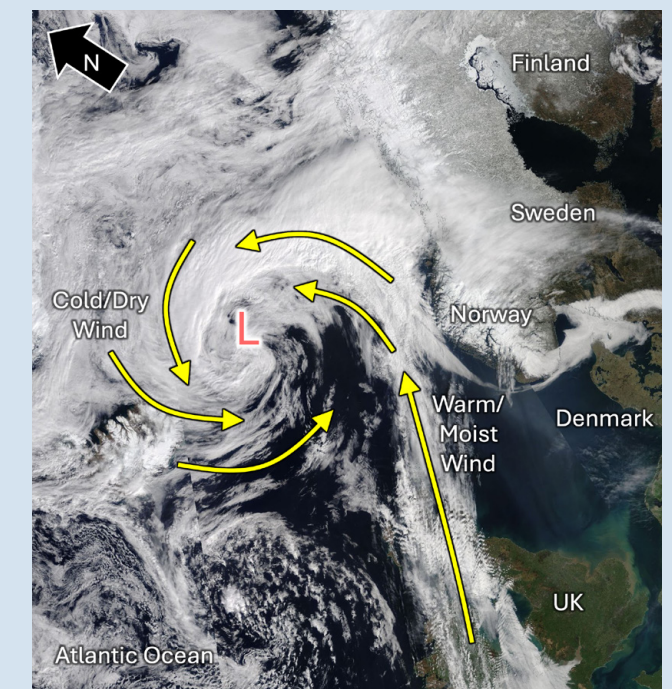 N
Finland
Sweden
Cold/Dry
Wind
L
Norway
Warm/
Moist
Wind
Denmark
UK
Atlantic Ocean